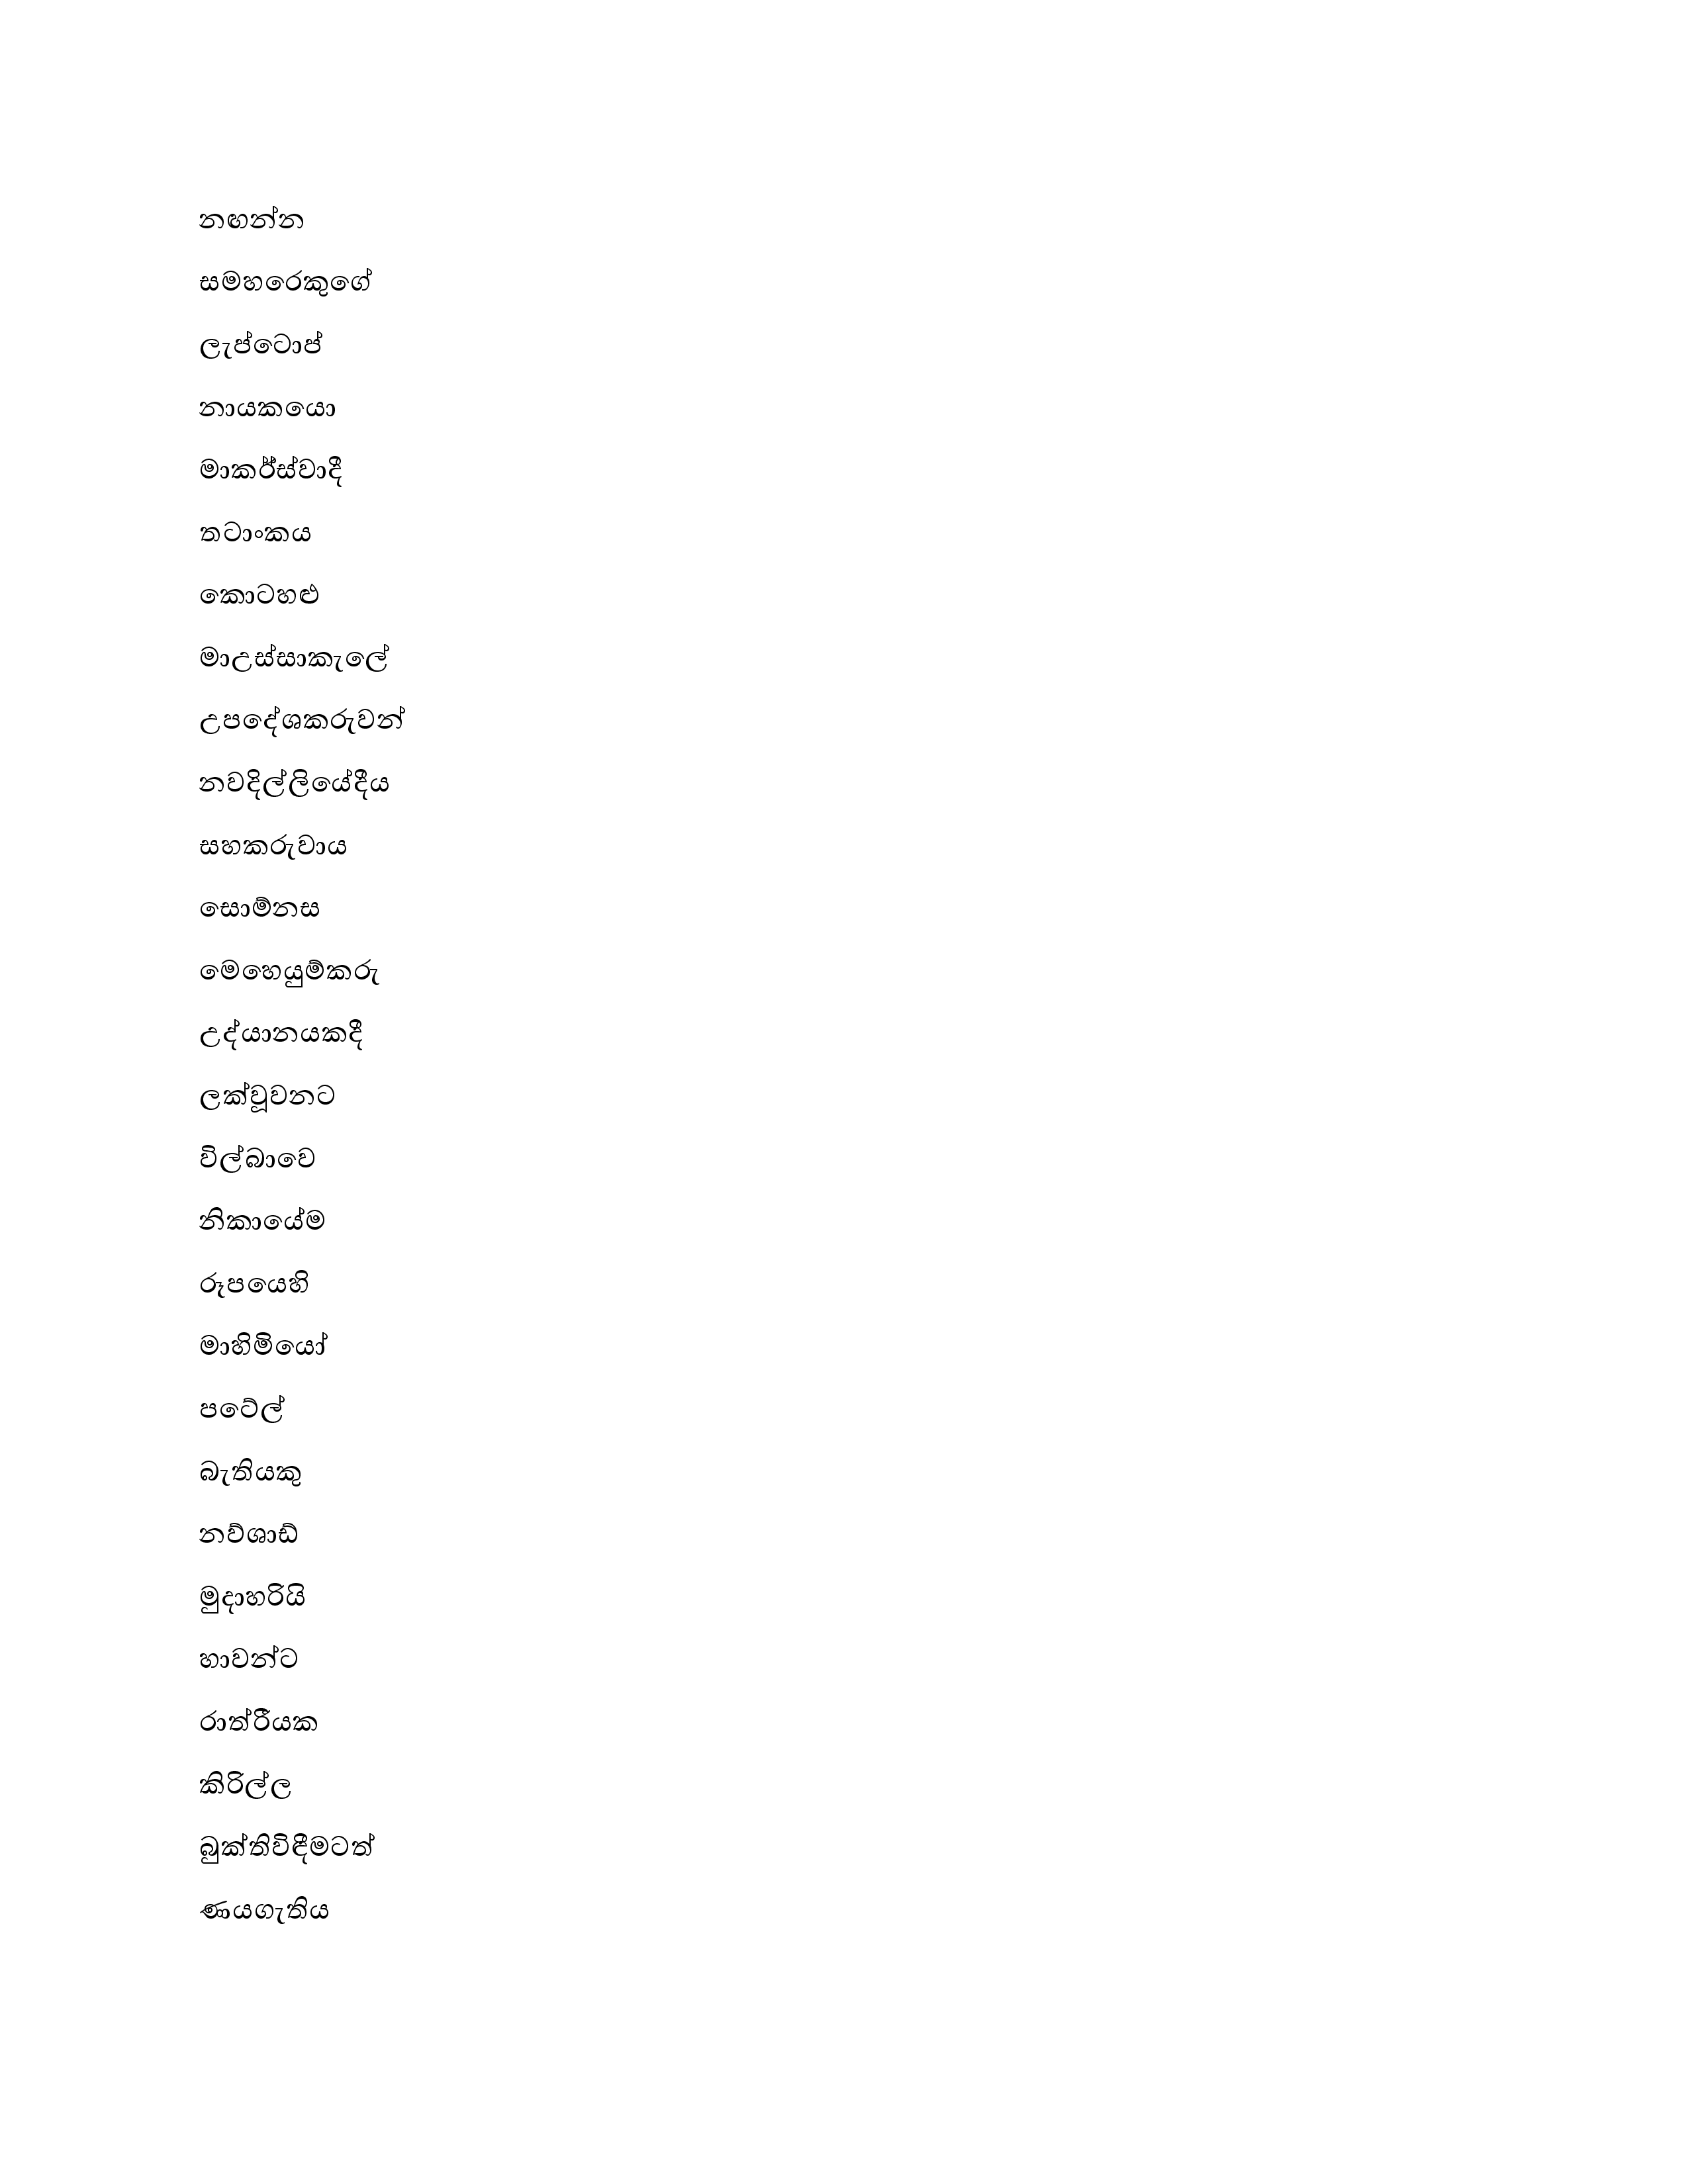 නඟන්න
සමහරෙකුගේ
ලැප්ටොප්
නායකයො
මාර්ක්ස්වාදී
තටාංකය
කොටහළු
මාඋස්සාකැලේ
උපදේශකරුවන්
නවදිල්ලියේදීය
සහකරුවාය
සොම්නස
මෙහෙයුම්කරු
උද්යානයකදී
ලක්වූවනට
විල්බාවෙ
නිකායේම
රූපයෙහි
මාහිමියෝ
පටේල්
බැතියකු
නව්ශාඩ්
මුදාහරියි
හාවන්ට
රාත්රීයක
කිරිල්ල
බුක්තිවිඳීමටත්
ණයගැතිය